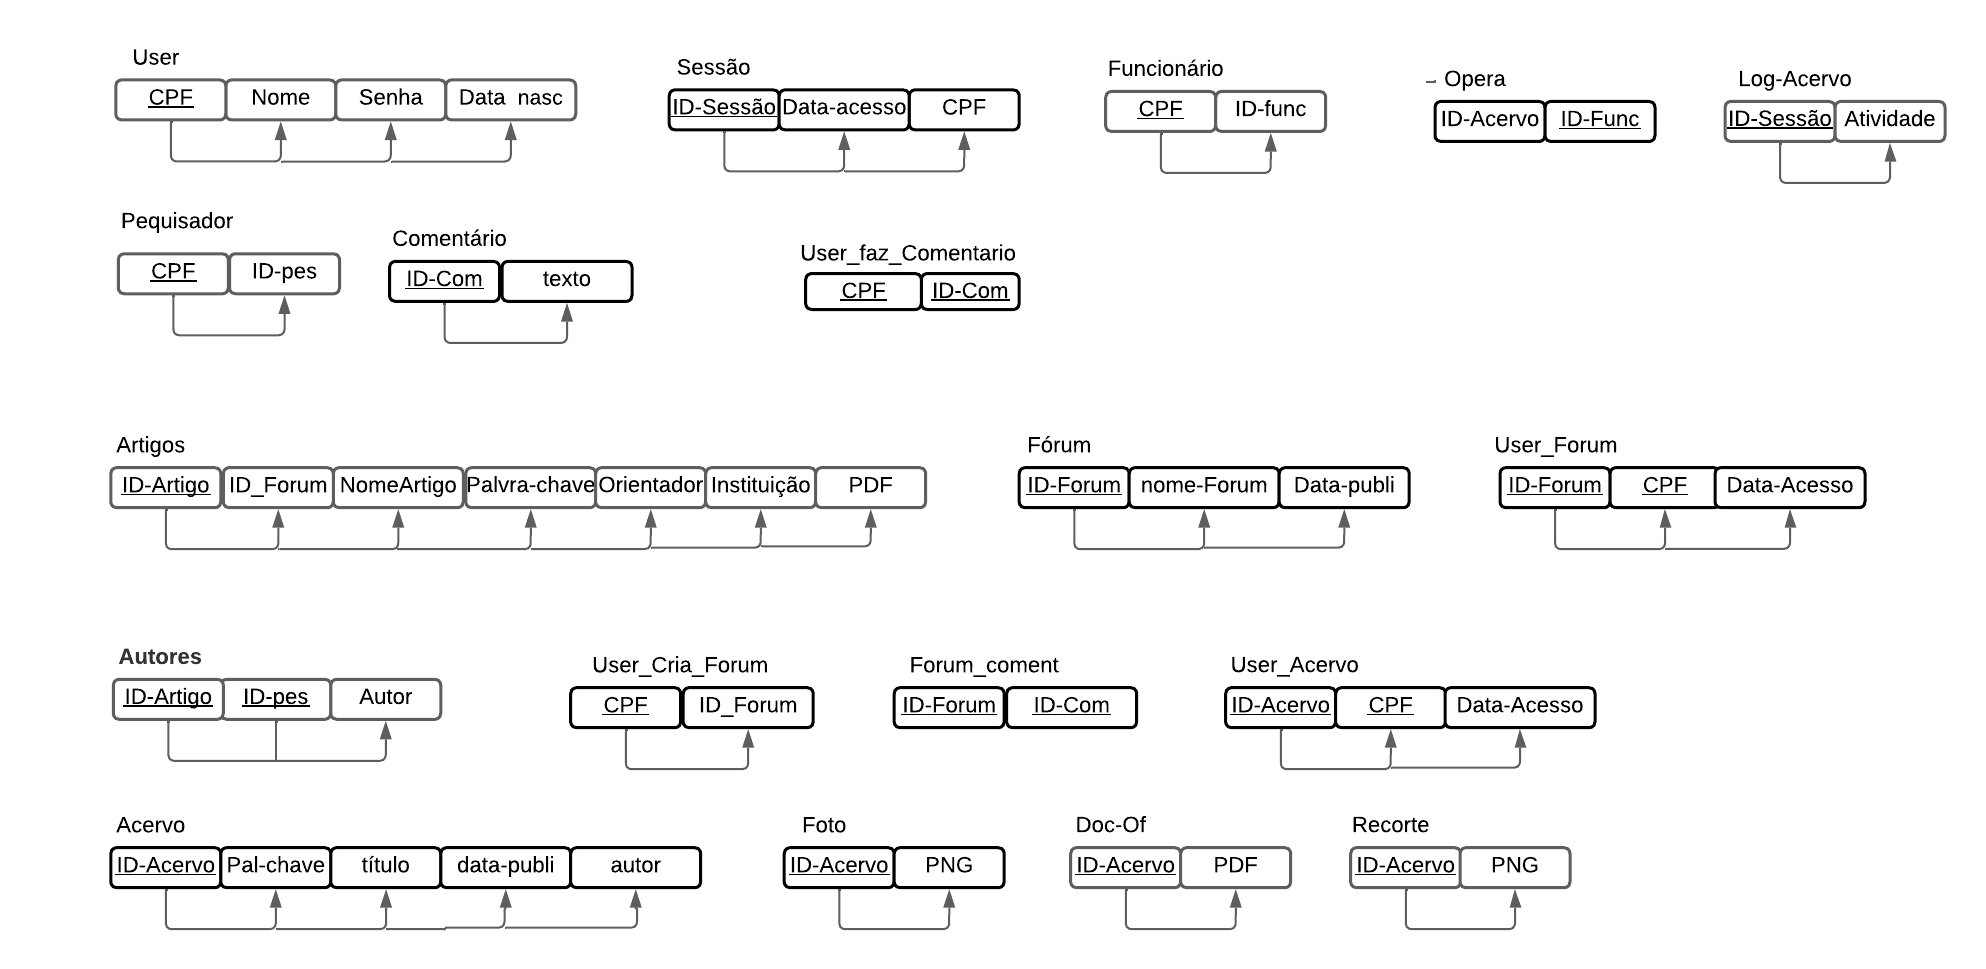 User
CPF Nome Senha Data nasc
Sessão
ID-Sessão Data-acesso CPF
Funcionário
CPF ID-func
Opera
ID-Acervo ID-Func
Log-Acervo
ID-Sessão Atividade
Pequisador
CPF ID-pes
Comentário
ID-Com texto
User_faz_Comentario
CPF ID-Com
Artigos
ID-Artigo ID_Forum NomeArtigo Palvra-chave Orientador Instituição PDF
Fórum
ID-Forum nome-Forum Data-publi
User_Forum
ID-Forum CPF Data-Acesso
Autores
ID-Artigo ID-pes Autor
User_Cria_Forum
CPF ID_Forum
Forum_coment
ID-Forum ID-Com
User_Acervo
ID-Acervo CPF Data-Acesso
Acervo
ID-Acervo Pal-chave título data-publi autor
Foto
ID-Acervo PNG
Doc-Of
ID-Acervo PDF
Recorte
ID-Acervo PNG